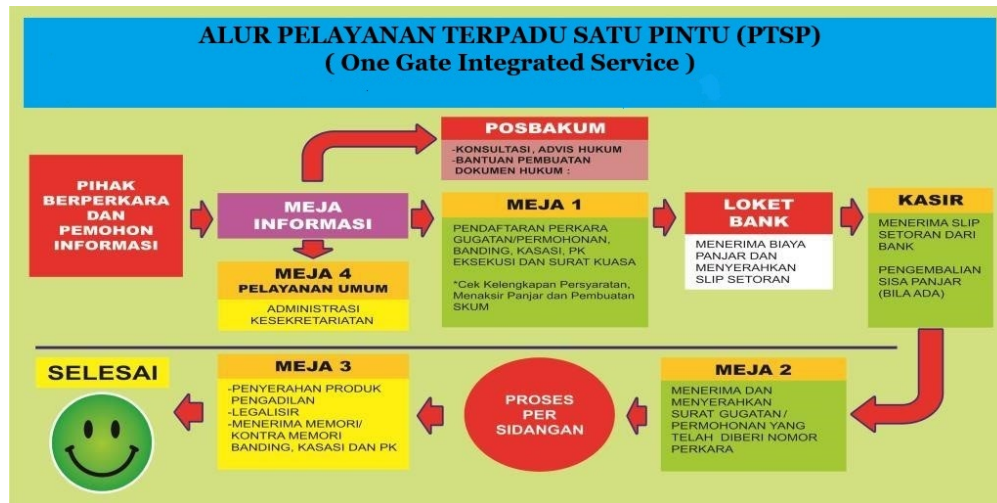 ALUR PELAYANAN TERPADU SATU PINTU (PTSP)
( One Gate Integrated Service )
PIHAK
BERPERKARA
DAN
PEMOHON
INFORMASI
MEJA
INFORMASI
POSBAKUM
-KONSULTASI, ADVIS HUKUM
-BANTUAN PEMBUATAN
DOKUMEN HUKUM :
MEJA 4
PELAYANAN UMUM
ADMINISTRASI
KESEKRETARIATAN
MEJA 1
PENDAFTARAN PERKARA
GUGATAN/PERMOHONAN,
BANDING, KASASI, PK
EKSEKUSI DAN SURAT KUASA
*Cek Kelengkapan Persyaratan,
Menaksir Panjar dan Pembuatan
SKUM
LOKET
BANK
MENERIMA BIAYA
PANJAR DAN
MENYERAHKAN
SLIP SETORAN
KASIR
MENERIMA SLIP
SETORAN DARI
BANK
PENGEMBALIAN
SISA PANJAR
(BILA ADA)
MEJA 2
MENERIMA DAN
MENYERAHKAN
SURAT GUGATAN /
PERMOHONAN YANG
TELAH DIBERI NOMOR
PERKARA
PROSES
PER
SIDANGAN
MEJA 3
-PENYERAHAN PRODUK
PENGADILAN
-LEGALISIR
-MENERIMA MEMORI/
KONTRA MEMORI
BANDING, KASASI DAN PK
SELESAI